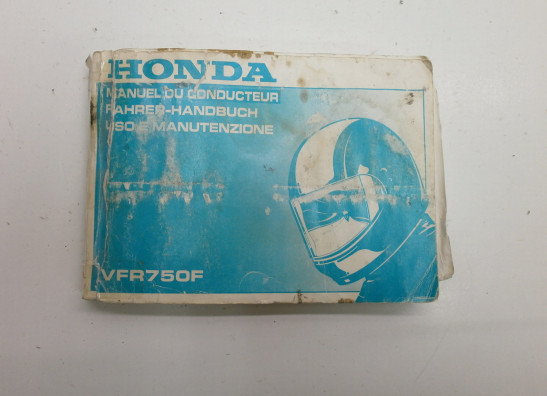 HONDA
MANUEL DU CONDUCTEUR
FAHRER-HANDBUCH
USO E MANUTENZIONE
VFR750F